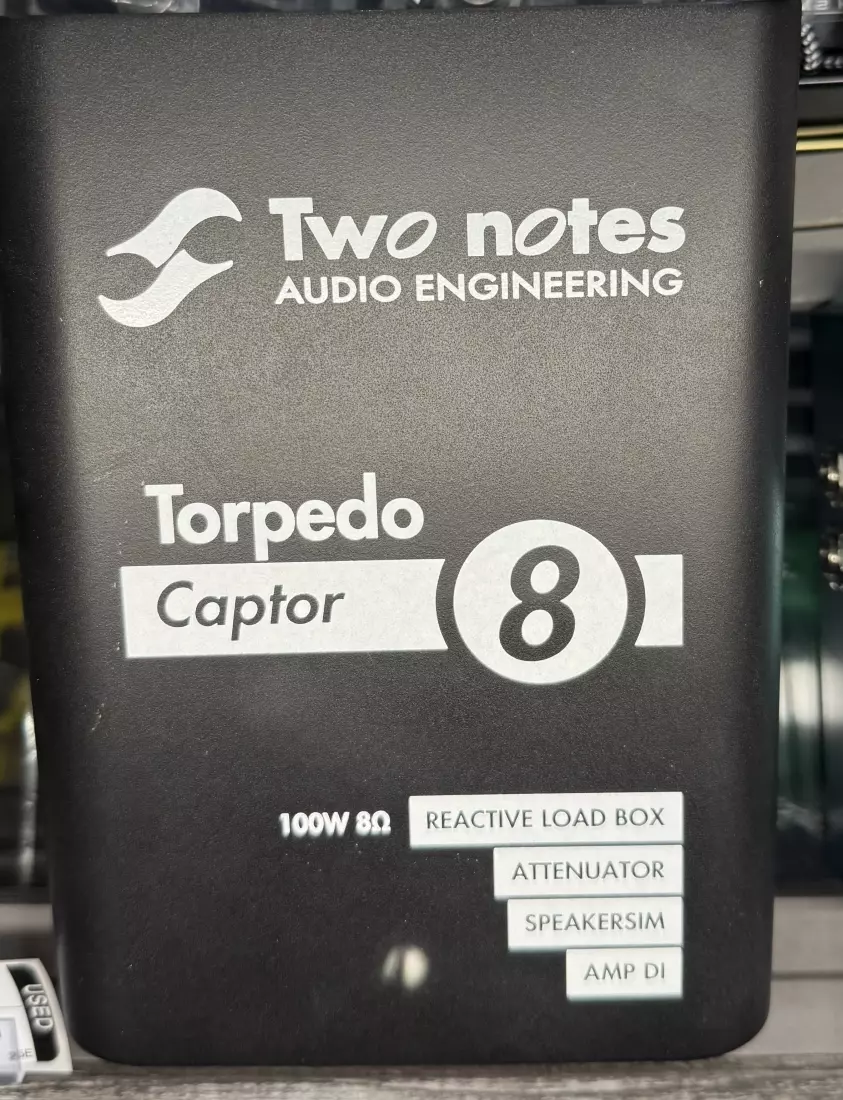 Two notes
AUDIO ENGINEERING
Torpedo
Captor 8
100W 8Ω REACTIVE LOAD BOX
ATTENUATOR
SPEAKERSIM
AMP DI
USED